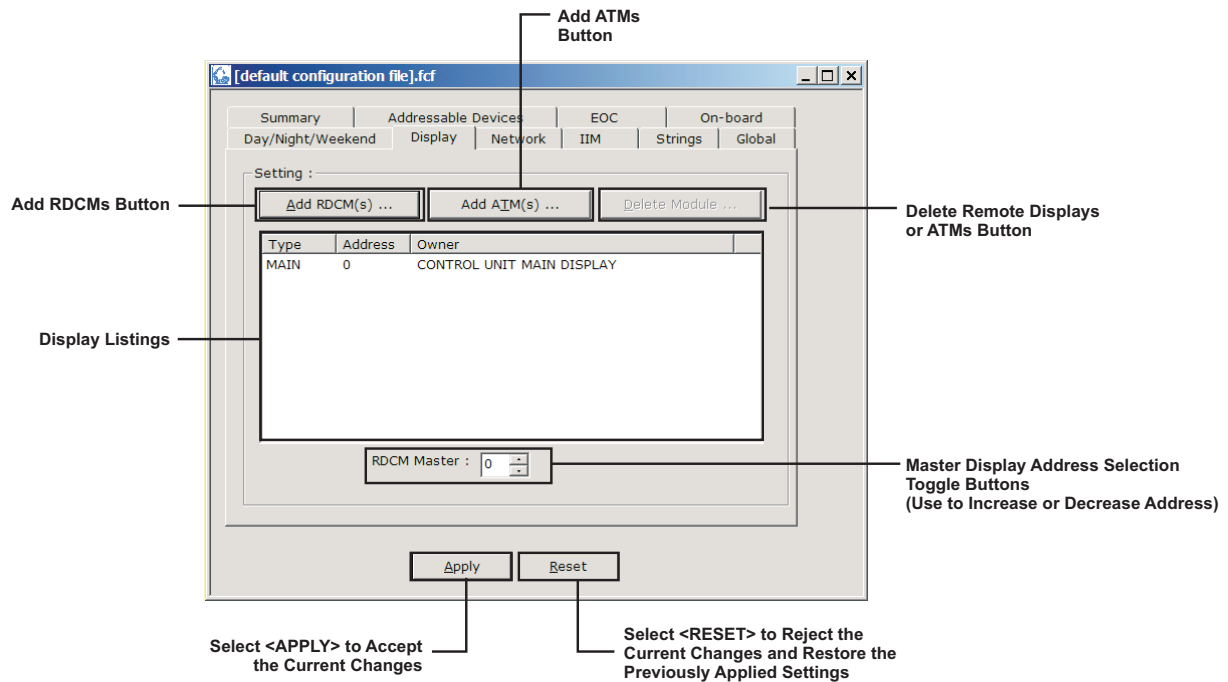 Add ATMs
Button
[default configuration file].fcf
Summary Addressable Devices EOC On-board
Day/Night/Weekend Display Network IIM Strings Global
Setting :
Add RDCMs Button
Add RDCM(s) ... Add ATM(s) ... Delete Module ...
Delete Remote Displays
or ATMs Button
Type Address Owner
MAIN 0 CONTROL UNIT MAIN DISPLAY
Display Listings
RDCM Master : 0
Master Display Address Selection
Toggle Buttons
(Use to Increase or Decrease Address)
Apply Reset
Select <APPLY> to Accept
the Current Changes
Select <RESET> to Reject the
Current Changes and Restore the
Previously Applied Settings